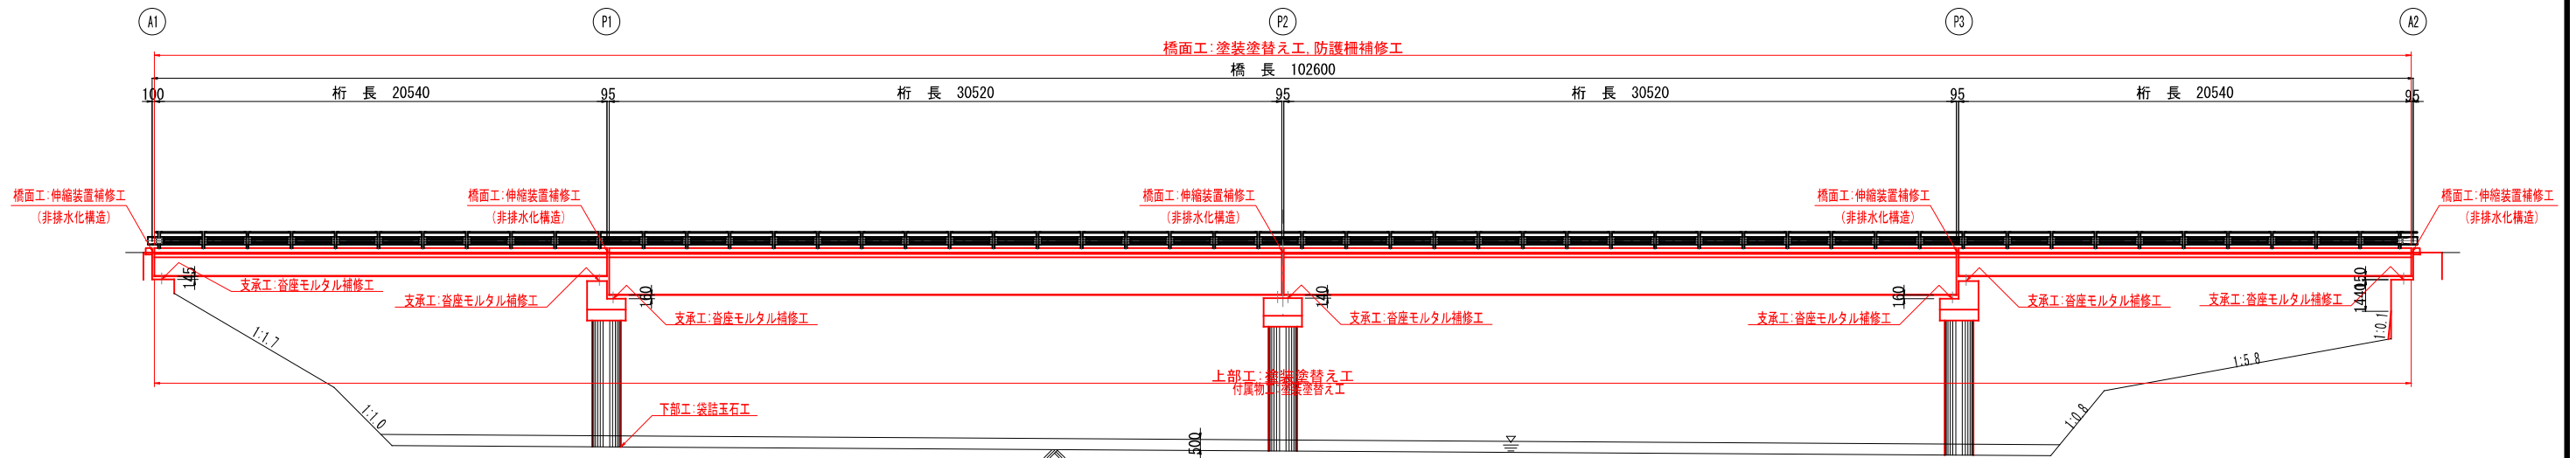 A1
P1
P2
P3
A2
橋面工:塗装塗替え工,防護柵補修工
橋 長 102600
100
桁 長 20540
95
桁 長 30520
95
桁 長 30520
95
桁 長 20540
95
橋面工:伸縮装置補修工
(非排水化構造)
橋面工:伸縮装置補修工
(非排水化構造)
橋面工:伸縮装置補修工
(非排水化構造)
橋面工:伸縮装置補修工
(非排水化構造)
橋面工:伸縮装置補修工
(非排水化構造)
145
支承工:沓座モルタル補修工
支承工:沓座モルタル補修工
160
支承工:沓座モルタル補修工
140
支承工:沓座モルタル補修工
160
支承工:沓座モルタル補修工
支承工:沓座モルタル補修工
支承工:沓座モルタル補修工
150
1440
1:0.1
1:1.7
1:5.8
上部工:塗装塗替え工
付属物工:塗装塗替え工
1:1.0
下部工:袋詰玉石工
1:0.8
500